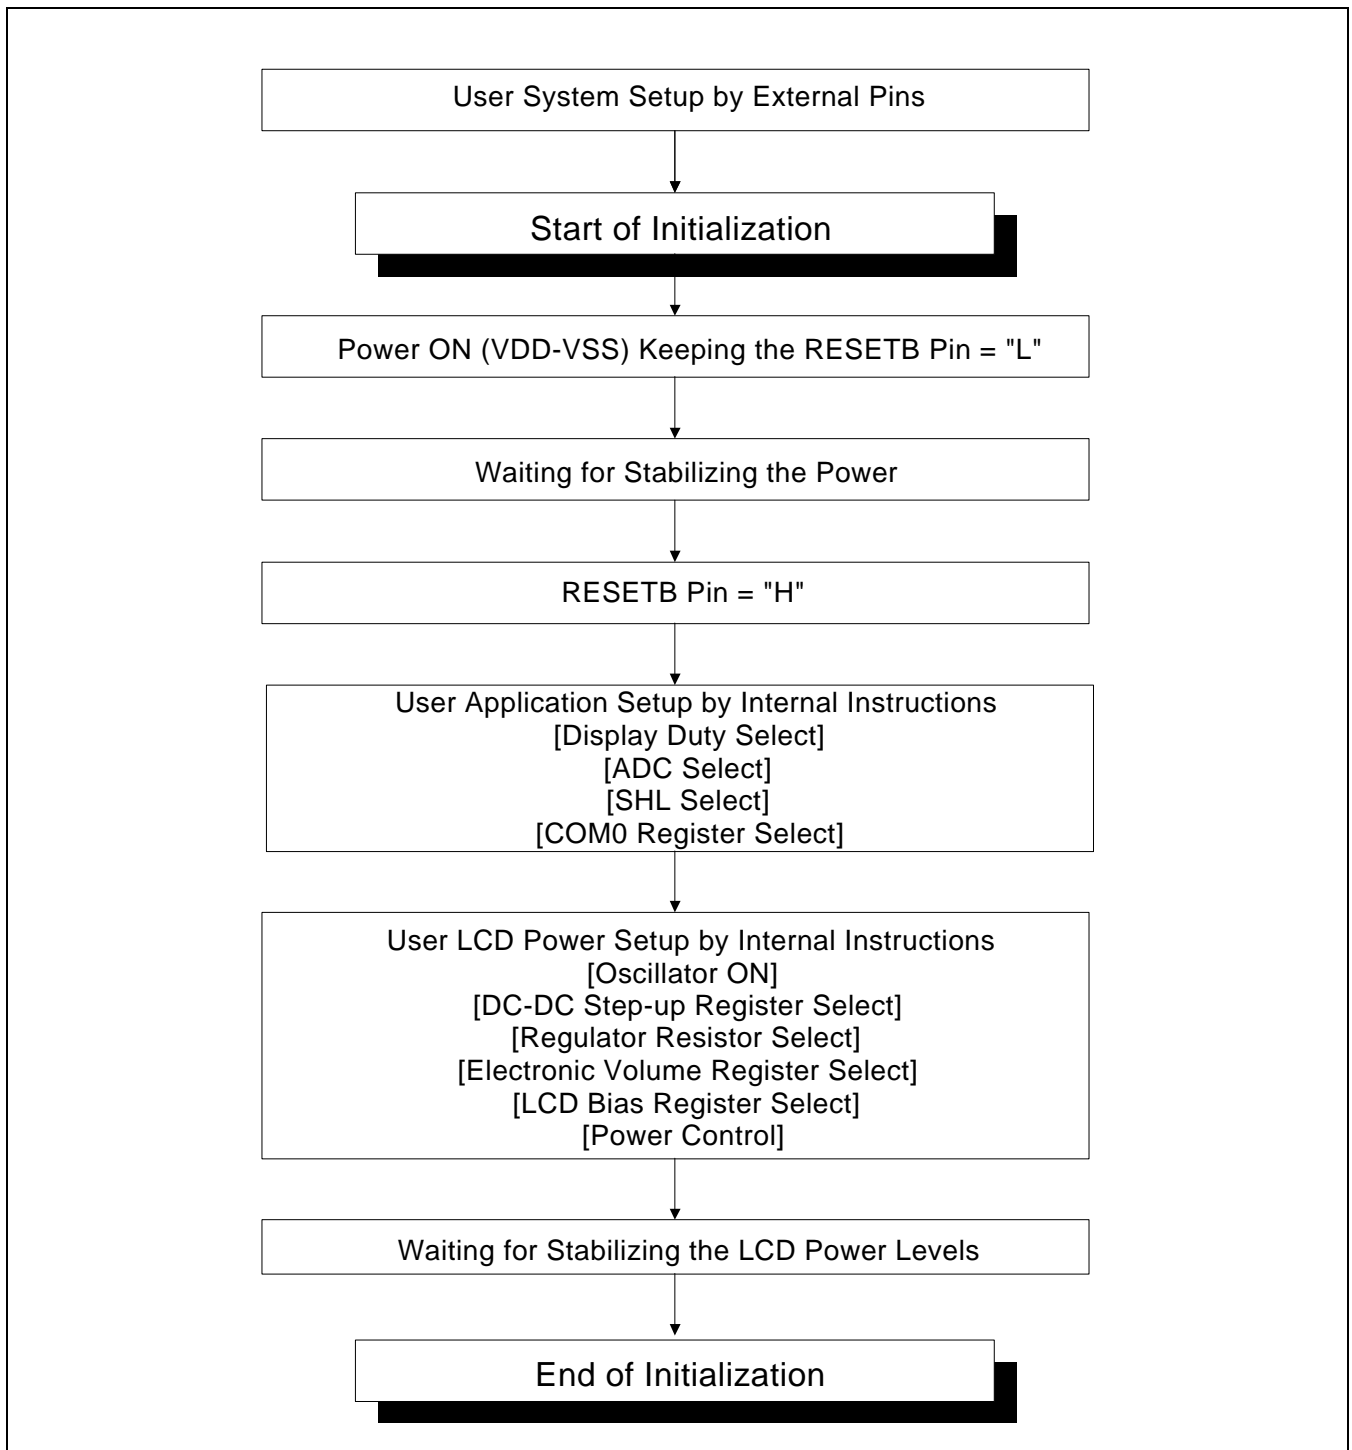 User System Setup by External Pins
Start of Initialization
Power ON (VDD-VSS) Keeping the RESETB Pin = "L"
Waiting for Stabilizing the Power
RESETB Pin = "H"
User Application Setup by Internal Instructions
[Display Duty Select]
[ADC Select]
[SHL Select]
[COM0 Register Select]
User LCD Power Setup by Internal Instructions
[Oscillator ON]
[DC-DC Step-up Register Select]
[Regulator Resistor Select]
[Electronic Volume Register Select]
[LCD Bias Register Select]
[Power Control]
Waiting for Stabilizing the LCD Power Levels
End of Initialization